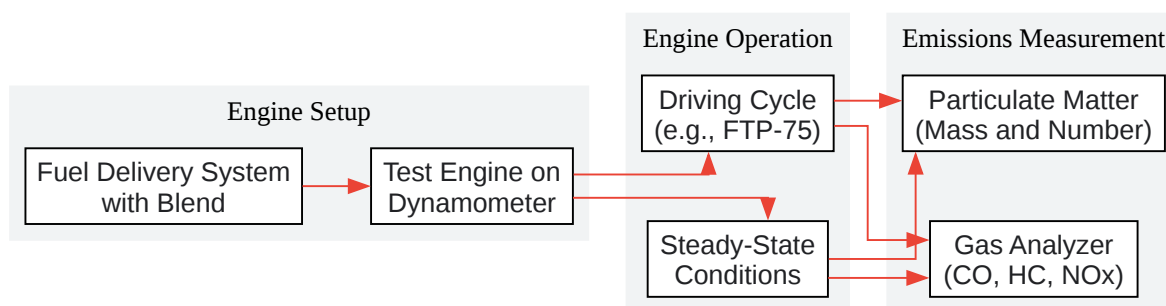 Engine Setup
Fuel Delivery System
with Blend
Test Engine on
Dynamometer
Engine Operation
Driving Cycle
(e.g., FTP-75)
Steady-State
Conditions
Emissions Measurement
Particulate Matter
(Mass and Number)
Gas Analyzer
(CO, HC, NOx)